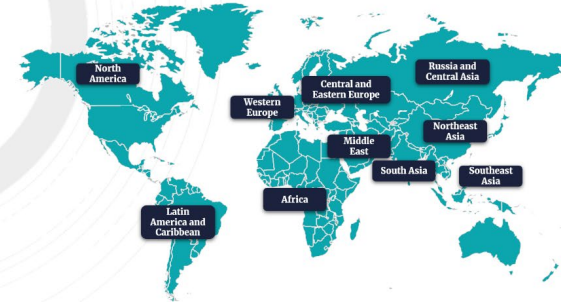 North
America
Russia and
Central Asia
Central and
Eastern Europe
Western
Europe
Northeast
Asia
Middle
East
South Asia
Southeast
Asia
Africa
Latin
America and
Caribbean